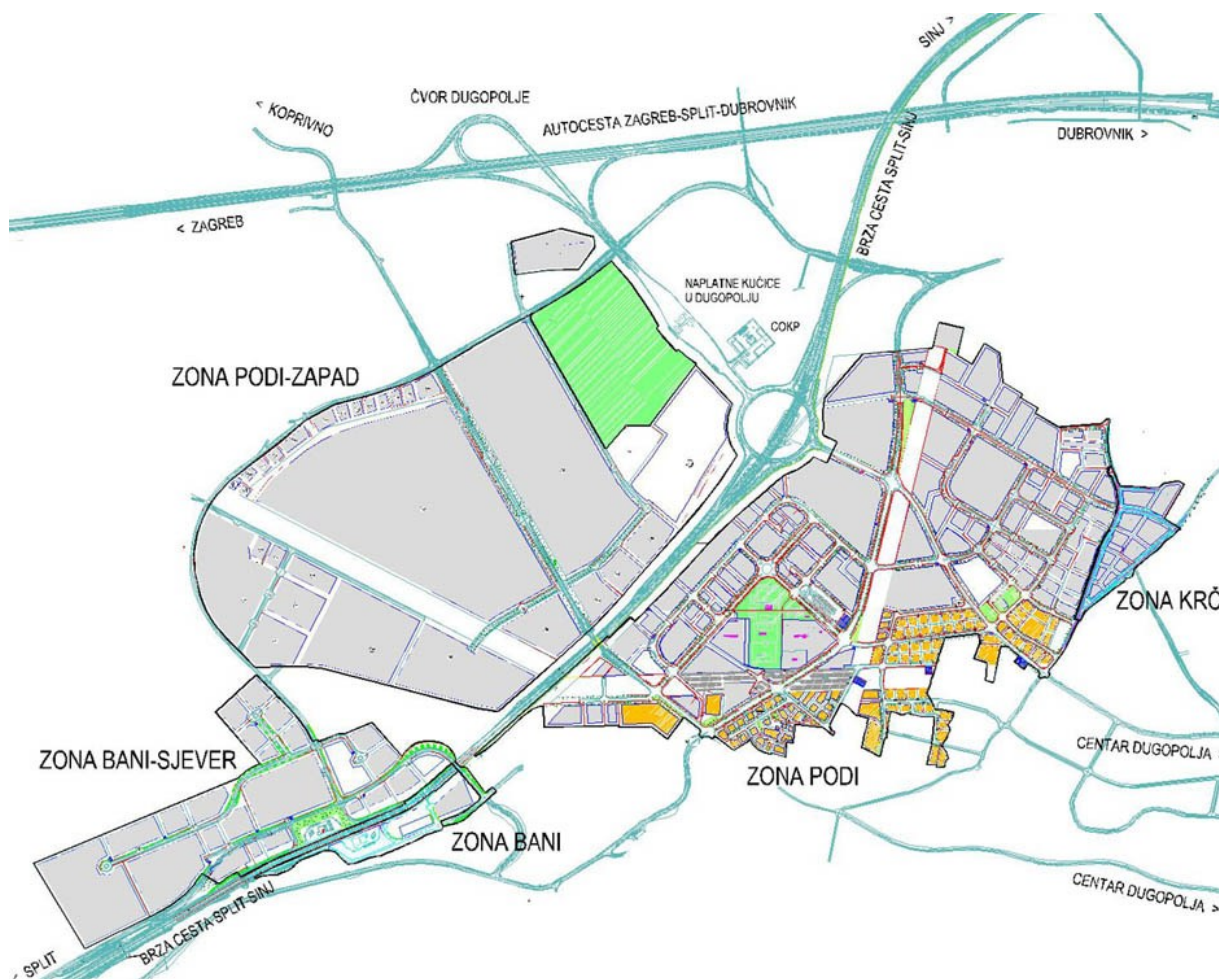 SINJ >
ČVOR DUGOPOLJE
< KOPRIVNO
AUTOCESTA ZAGREB-SPLIT-DUBROVNIK
DUBROVNIK >
BRZA CESTA SPLIT-SINJ
< ZAGREB
NAPLATNE KUĆICE
U DUGOPOLJU
COKP
ZONA PODI-ZAPAD
ZONA KRČ
CENTAR DUGOPOLJA
ZONA BANI-SJEVER
ZONA PODI
ZONA BANI
CENTAR DUGOPOLJA >
BRZA CESTA SPLIT-SINJ
< SPLIT